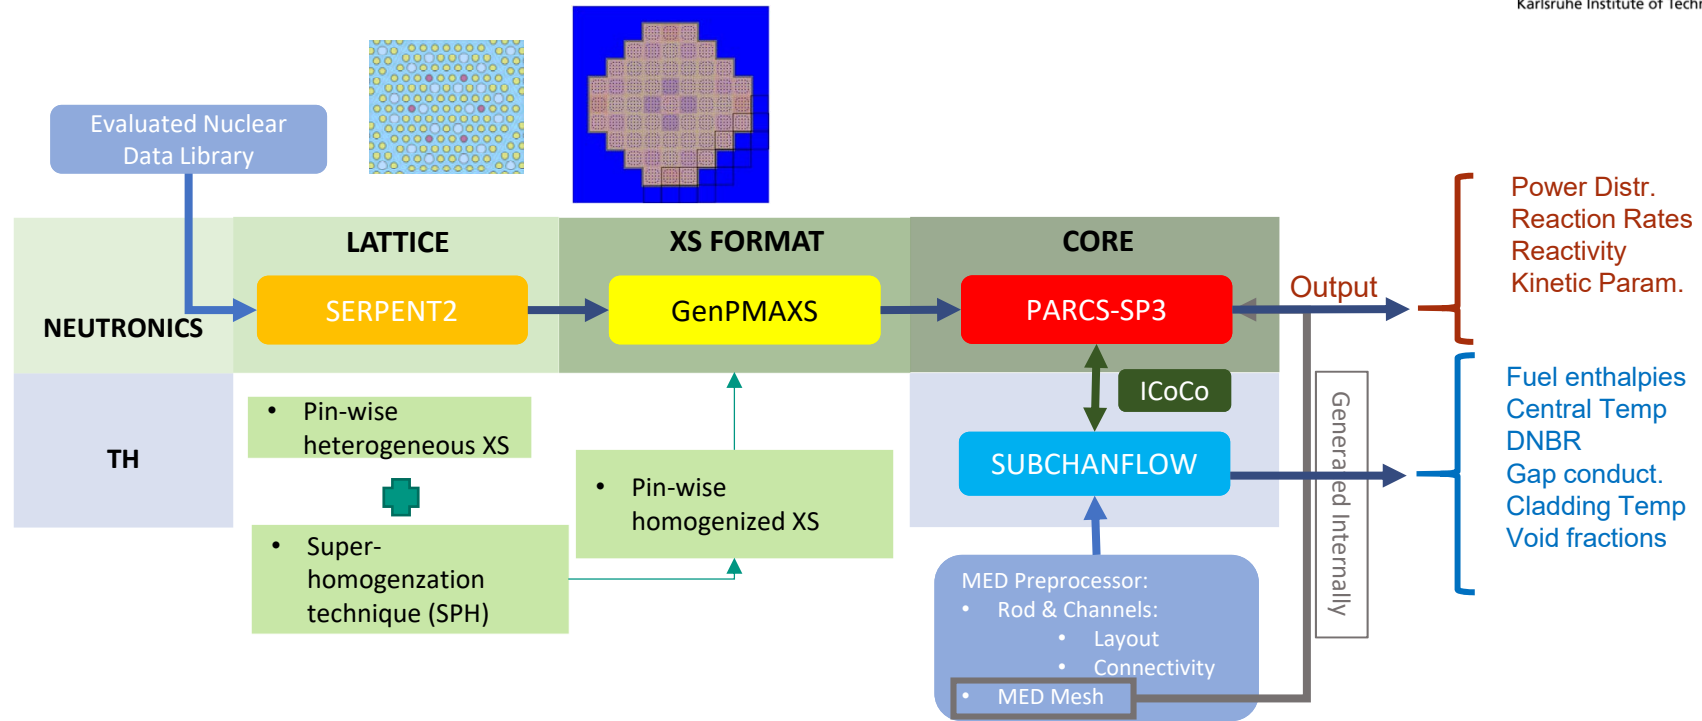 Karlsruhe Institute of Tech
Evaluated Nuclear
Data Library
LATTICE
XS FORMAT
CORE
NEUTRONICS
SERPENT2
GenPMAXS
PARCS-SP3
Output
Power Distr.
Reaction Rates
Reactivity
Kinetic Param.
TH
• Pin-wise
heterogeneous XS
• Super-
homogenzation
technique (SPH)
• Pin-wise
homogenized XS
ICoCo
SUBCHANFLOW
Generated Internally
Fuel enthalpies
Central Temp
DNBR
Gap conduct.
Cladding Temp
Void fractions
MED Preprocessor:
• Rod & Channels:
• Layout
• Connectivity
• MED Mesh